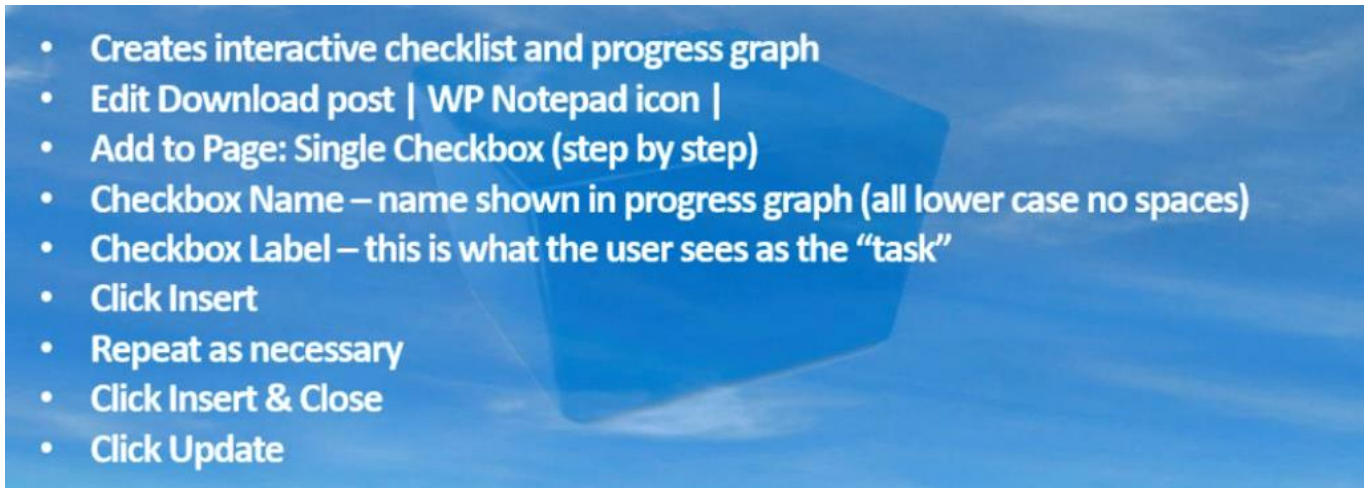 • Creates interactive checklist and progress graph
• Edit Download post | WP Notepad icon |
• Add to Page: Single Checkbox (step by step)
• Checkbox Name – name shown in progress graph (all lower case no spaces)
• Checkbox Label – this is what the user sees as the “task”
• Click Insert
• Repeat as necessary
• Click Insert & Close
• Click Update